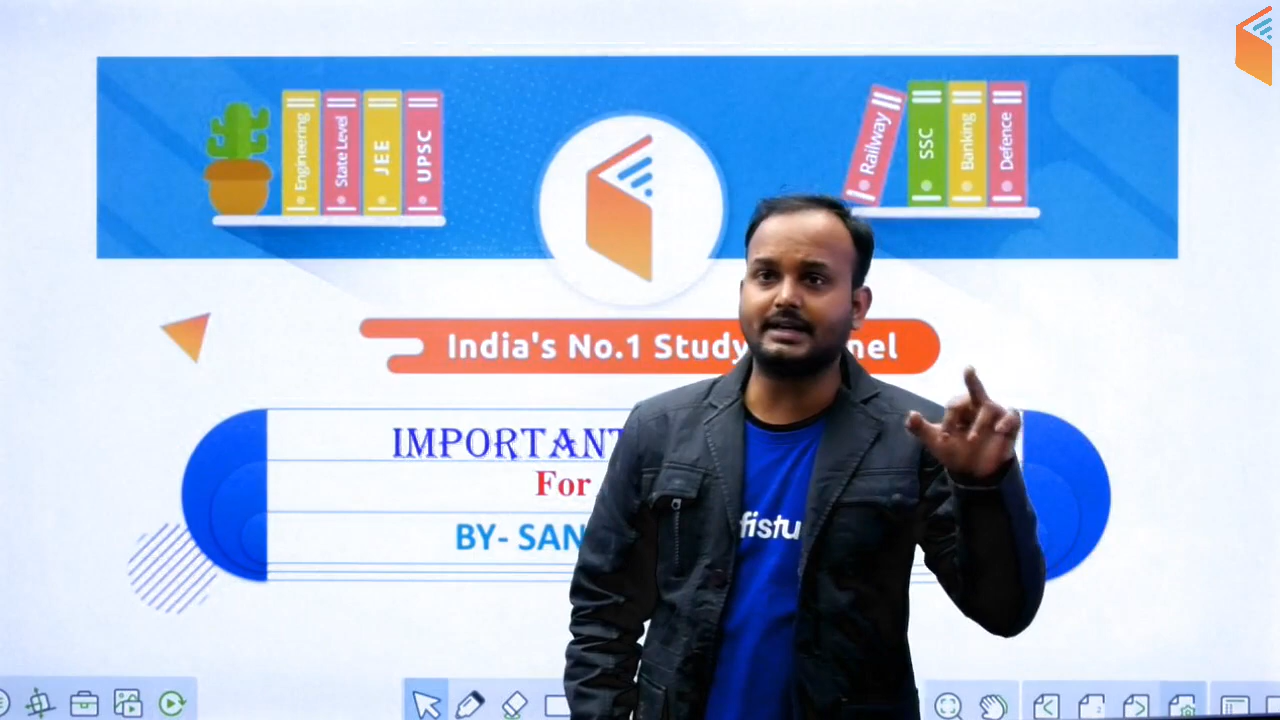 Engineering
State Level
JEE
UPSC
Railway
SSC
Banking
Defence
India's No.1 Study nel
IMPORTANT
For
BY- SAN
fistu